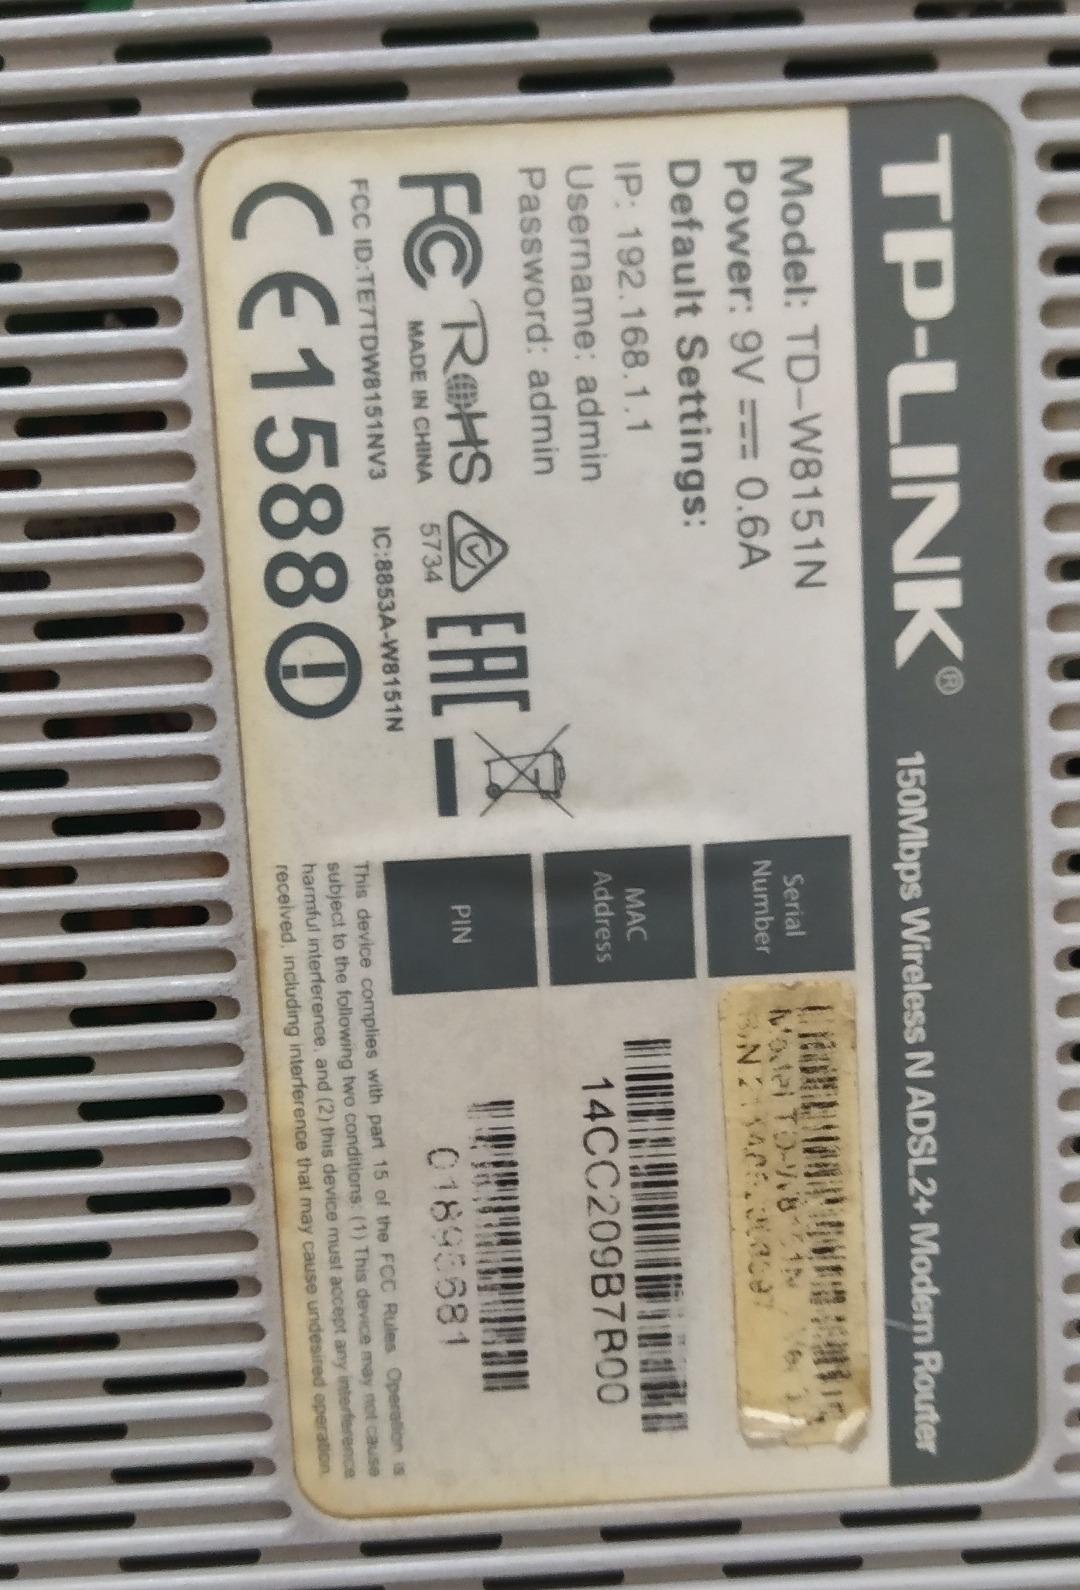 TP-LINK® 150Mbps Wireless N ADSL2+ Modem Router
Model: TD-W8151N
Power: 9V ⎓ 0.6A
Default Settings:
IP: 192.168.1.1
Username: admin
Password: admin
FC RoHS EAC
MADE IN CHINA 5734
FCC ID:TE7TDW8151NV3 IC:8853A-W8151N
CE1588
Serial Number
MAC Address
14CC209B7B00
PIN
This device complies with part 15 of the FCC Rules. Operation is
subject to the following two conditions: (1) This device may not cause
harmful interference, and (2) this device must accept any interference
received, including interference that may cause undesired operation.